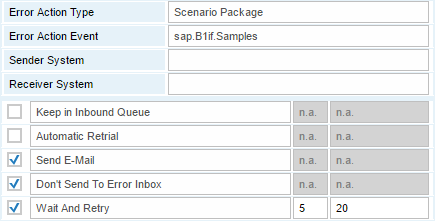 Error Action Type Scenario Package
Error Action Event sap.B1if.Samples
Sender System
Receiver System
Keep in Inbound Queue n.a. n.a.
Automatic Retrial n.a. n.a.
Send E-Mail n.a. n.a.
Don't Send To Error Inbox n.a. n.a.
Wait And Retry 5 20